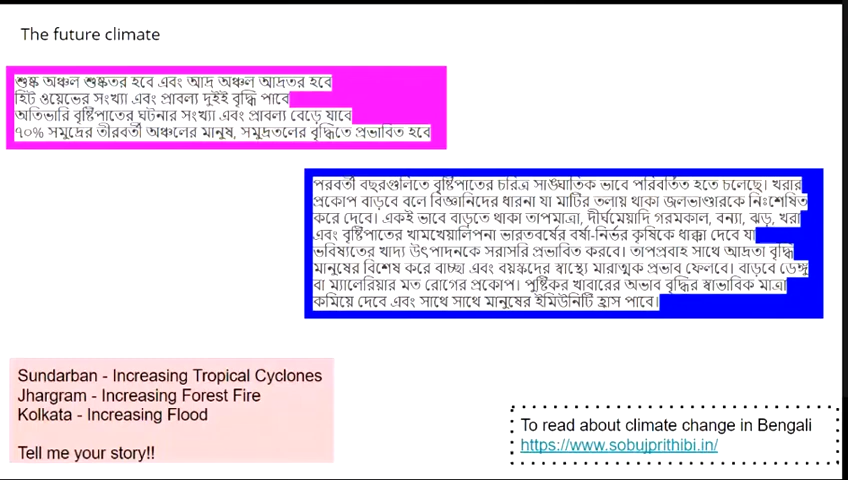 The future climate
শুষ্ক অঞ্চল শুষ্কতর হবে এবং আদ্র অঞ্চল আদ্রতর হবে
হিট ওয়েভের সংখ্যা এবং প্রাবল্য দুইই বৃদ্ধি পাবে
অতিভারি বৃষ্টিপাতের ঘটনার সংখ্যা এবং প্রাবল্য বেড়ে যাবে
৭০% সমুদ্রের তীরবর্তী অঞ্চলের মানুষ, সমুদ্রতলের বৃদ্ধিতে প্রভাবিত হবে
পরবর্তী বছরগুলিতে বৃষ্টিপাতের চরিত্র সাঙ্ঘাতিক ভাবে পরিবর্তিত হতে চলেছে। খরার
প্রকোপ বাড়বে বলে বিজ্ঞানিদের ধারনা যা মাটির তলায় থাকা জলভাণ্ডারকে নিঃশেষিত
করে দেবে। একই ভাবে বাড়তে থাকা তাপমাত্রা, দীর্ঘমেয়াদি গরমকাল, বন্যা, ঝড়, খরা
এবং বৃষ্টিপাতের খামখেয়ালিপনা ভারতবর্ষের বর্ষা-নির্ভর কৃষিকে ধাক্কা দেবে যা
ভবিষ্যতের খাদ্য উৎপাদনকে সরাসরি প্রভাবিত করবে। তাপপ্রবাহ সাথে আদ্রতা বৃদ্ধি
মানুষের বিশেষ করে বাচ্চা এবং বয়স্কদের স্বাস্থ্যে মারাত্মক প্রভাব ফেলবে। বাড়বে ডেঙ্গু
বা ম্যালেরিয়ার মত রোগের প্রকোপ। পুষ্টিকর খাবারের অভাব বৃদ্ধির স্বাভাবিক মাত্রা
কমিয়ে দেবে এবং সাথে সাথে মানুষের ইমিউনিটি হ্রাস পাবে।
Sundarban - Increasing Tropical Cyclones
Jhargram - Increasing Forest Fire
Kolkata - Increasing Flood
Tell me your story!!
To read about climate change in Bengali
https://www.sobujprithibi.in/